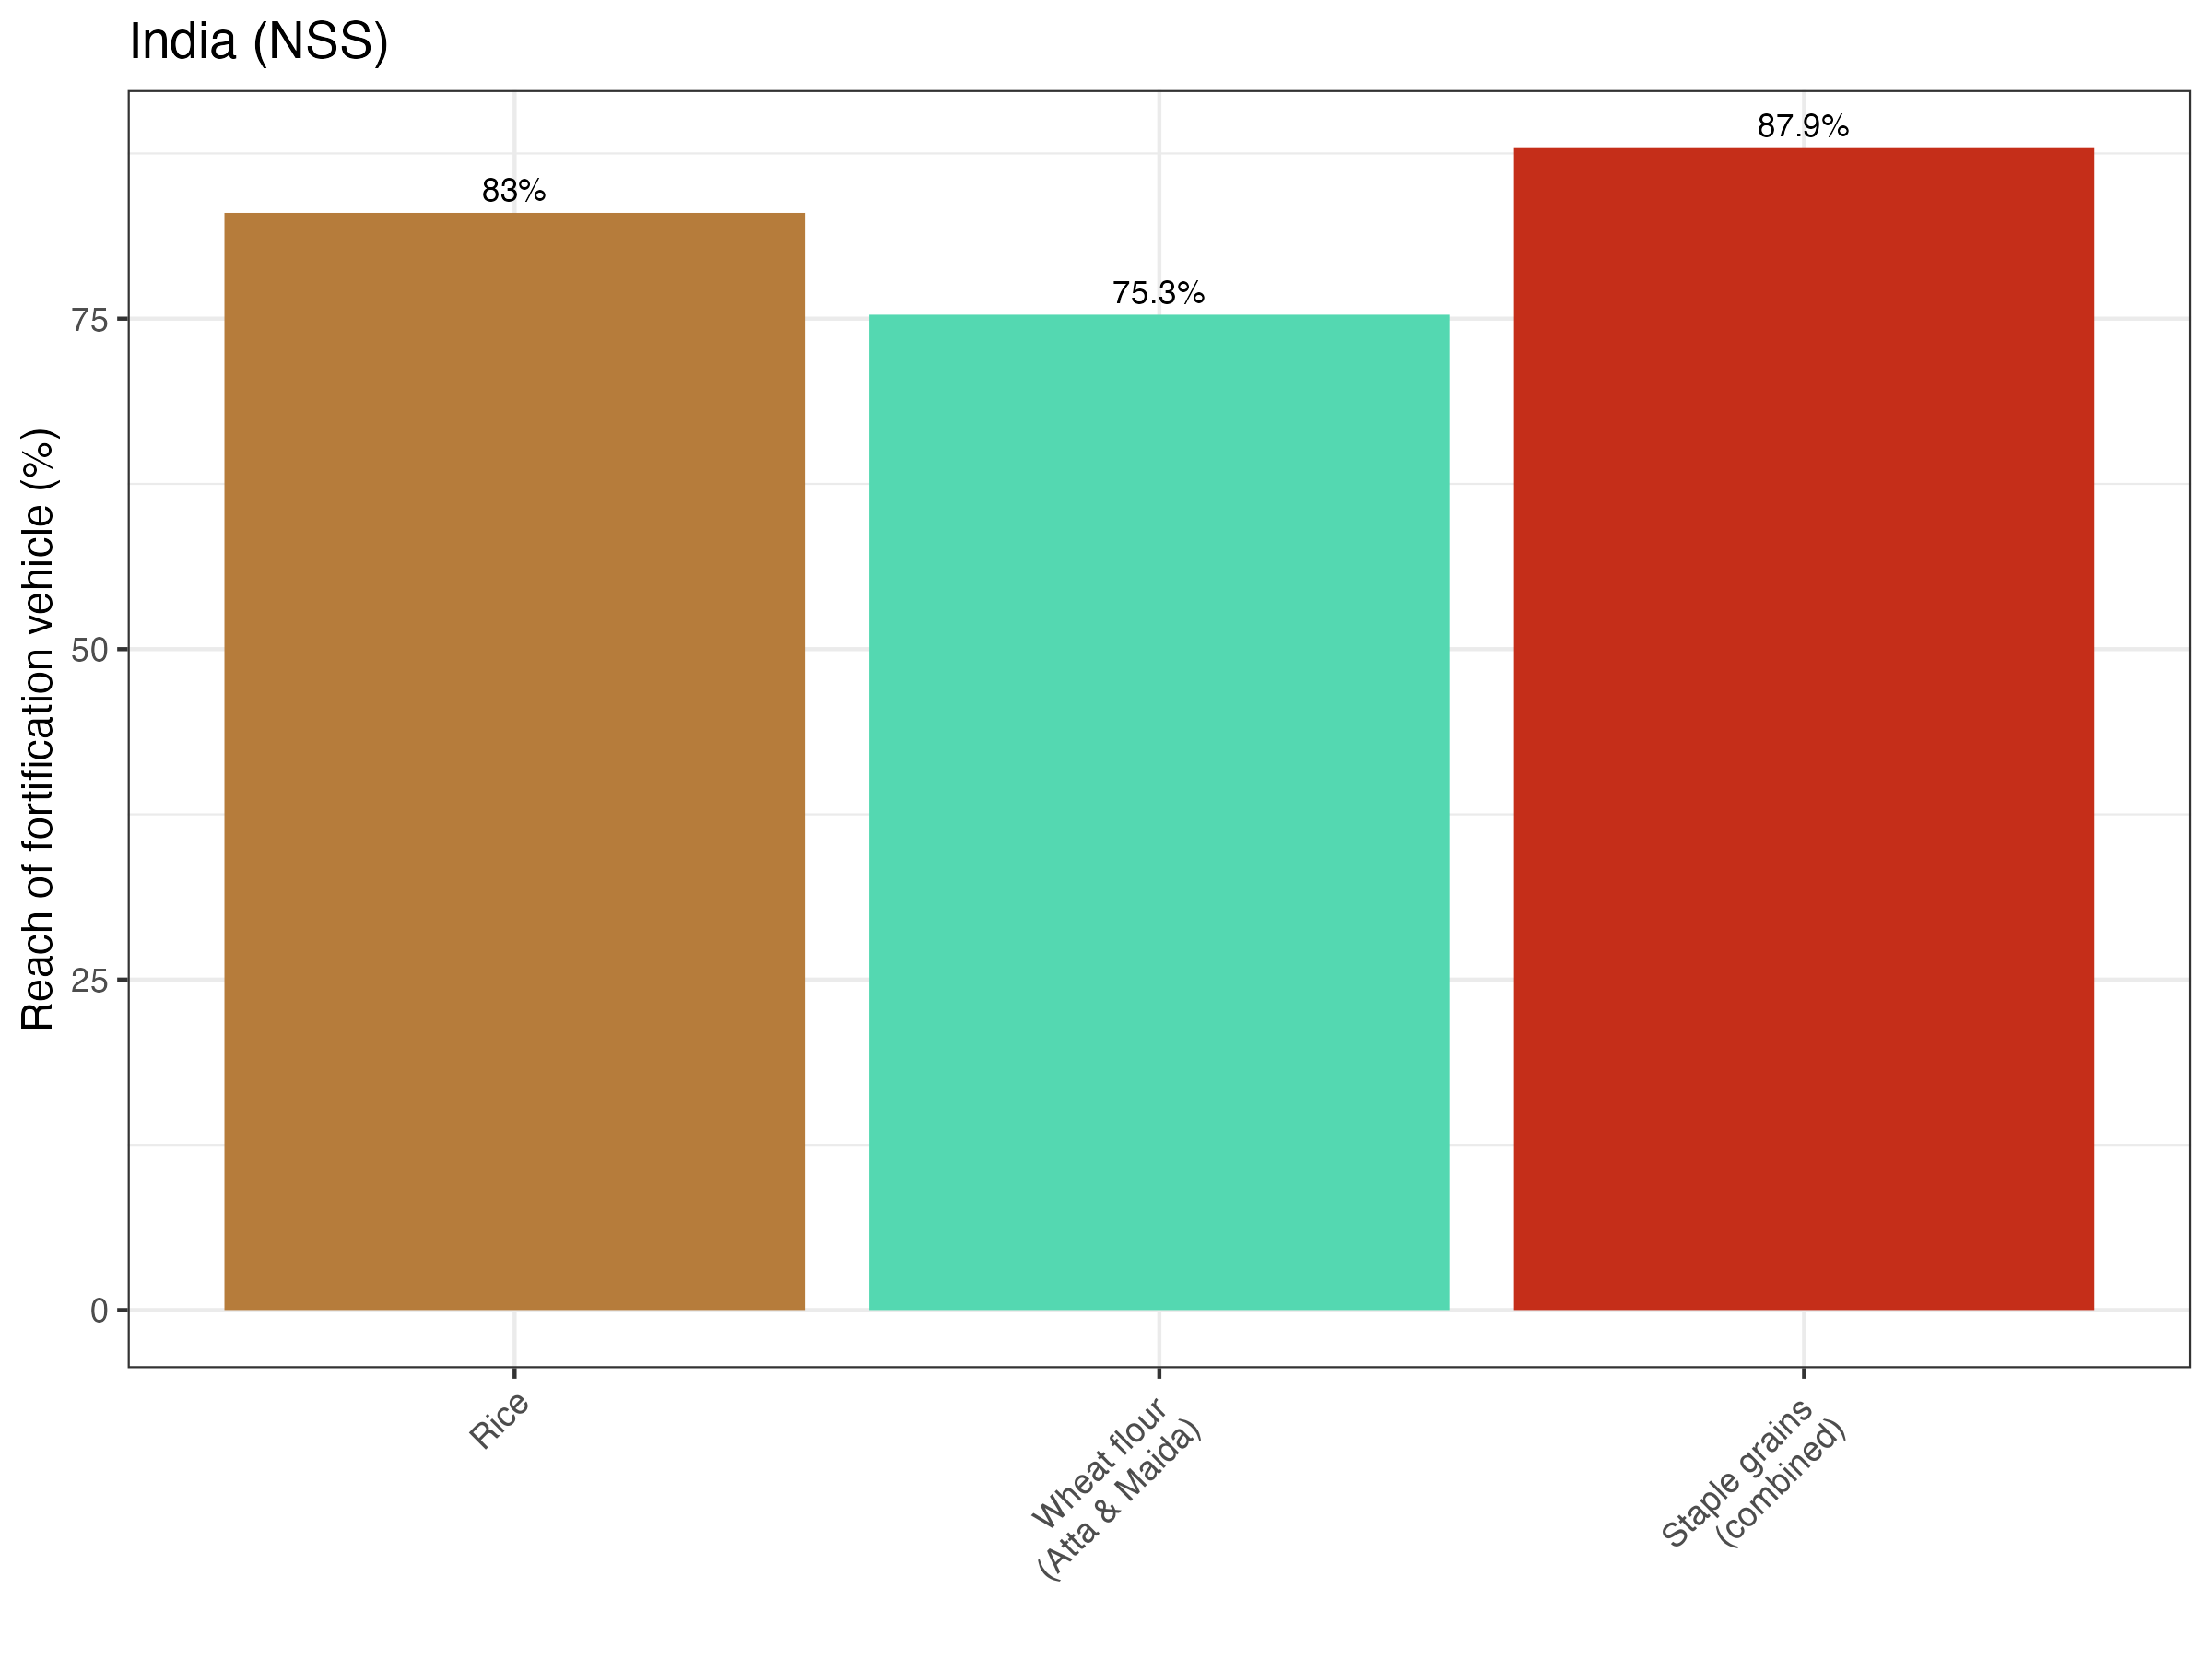 India (NSS)
Reach of fortification vehicle (%)
75
50
25
0
83%
75.3%
87.9%
Rice
Wheat flour
(Atta & Maida)
Staple grains
(combined)